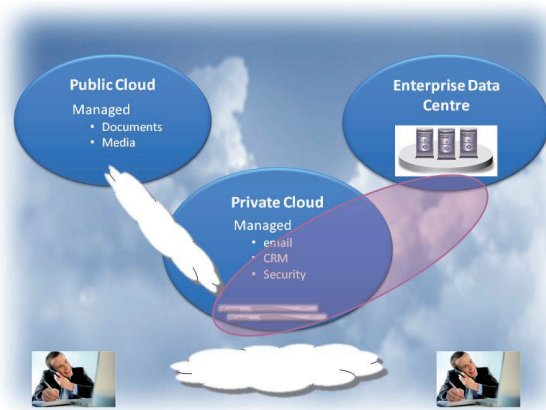 Public Cloud
Managed
• Documents
• Media
Enterprise Data
Centre
Private Cloud
Managed
• email
• CRM
• Security